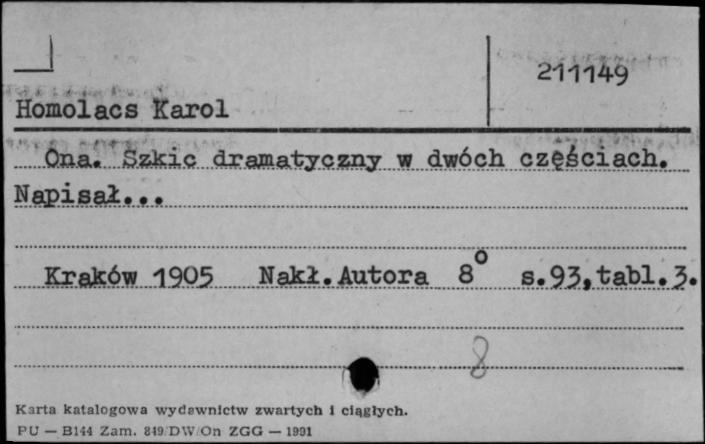 211149
Homolacs Karol
Ona. Szkic dramatyczny w dwóch częściach.
Napisał...
Kraków 1905 Nakł. Autora 8° s.93, tabl.3.
8
Karta katalogowa wydawnictw zwartych i ciągłych.
PU — B144 Zam. 849/DW/On ZGG — 1991